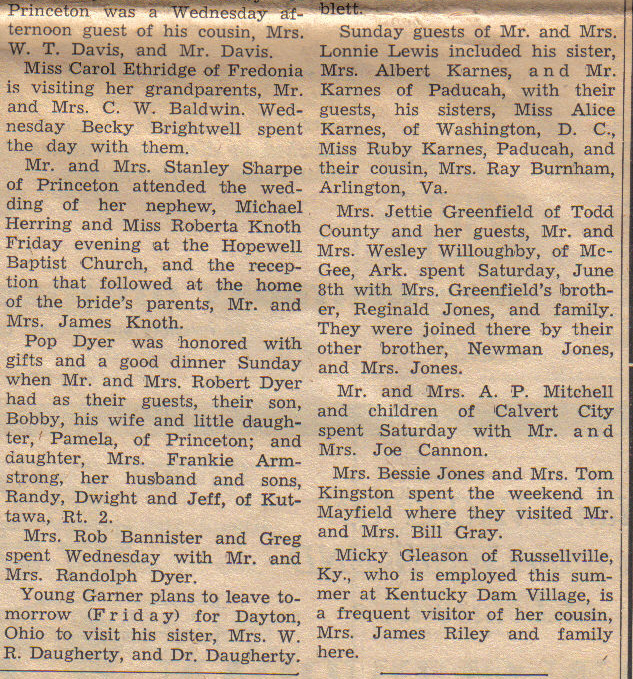 Princeton was a Wednesday af-
ternoon guest of his cousin, Mrs.
W. T. Davis, and Mr. Davis.
Miss Carol Ethridge of Fredonia
is visiting her grandparents, Mr.
and Mrs. C. W. Baldwin. Wed-
nesday Becky Brightwell spent
the day with them.
Mr. and Mrs. Stanley Sharpe
of Princeton attended the wed-
ding of her nephew, Michael
Herring and Miss Roberta Knoth
Friday evening at the Hopewell
Baptist Church, and the recep-
tion that followed at the home
of the bride's parents, Mr. and
Mrs. James Knoth.
Pop Dyer was honored with
gifts and a good dinner Sunday
when Mr. and Mrs. Robert Dyer
had as their guests, their son,
Bobby, his wife and little daugh-
ter, Pamela, of Princeton; and
daughter, Mrs. Frankie Arm-
strong, her husband and sons,
Randy, Dwight and Jeff, of Kut-
tawa, Rt. 2.
Mrs. Rob Bannister and Greg
spent Wednesday with Mr. and
Mrs. Randolph Dyer.
Young Garner plans to leave to-
morrow (Friday) for Dayton,
Ohio to visit his sister, Mrs. W.
R. Daugherty, and Dr. Daugherty.
blett.
Sunday guests of Mr. and Mrs.
Lonnie Lewis included his sister,
Mrs. Albert Karnes, and Mr.
Karnes of Paducah, with their
guests, his sisters, Miss Alice
Karnes, of Washington, D. C.,
Miss Ruby Karnes, Paducah, and
their cousin, Mrs. Ray Burnham,
Arlington, Va.
Mrs. Jettie Greenfield of Todd
County and her guests, Mr. and
Mrs. Wesley Willoughby, of Mc-
Gee, Ark. spent Saturday, June
8th with Mrs. Greenfield's broth-
er, Reginald Jones, and family.
They were joined there by their
other brother, Newman Jones,
and Mrs. Jones.
Mr. and Mrs. A. P. Mitchell
and children of Calvert City
spent Saturday with Mr. and
Mrs. Joe Cannon.
Mrs. Bessie Jones and Mrs. Tom
Kingston spent the weekend in
Mayfield where they visited Mr.
and Mrs. Bill Gray.
Micky Gleason of Russellville,
Ky., who is employed this sum-
mer at Kentucky Dam Village, is
a frequent visitor of her cousin,
Mrs. James Riley and family
here.